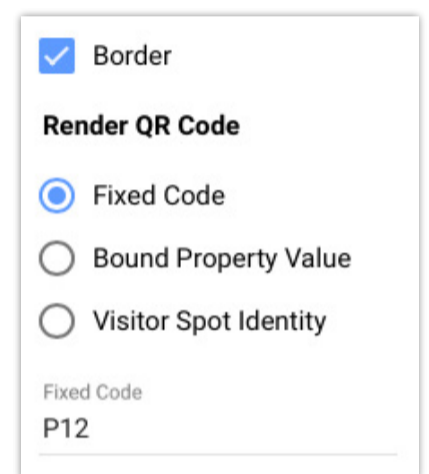 Border
Render QR Code
Fixed Code
Bound Property Value
Visitor Spot Identity
Fixed Code
P12